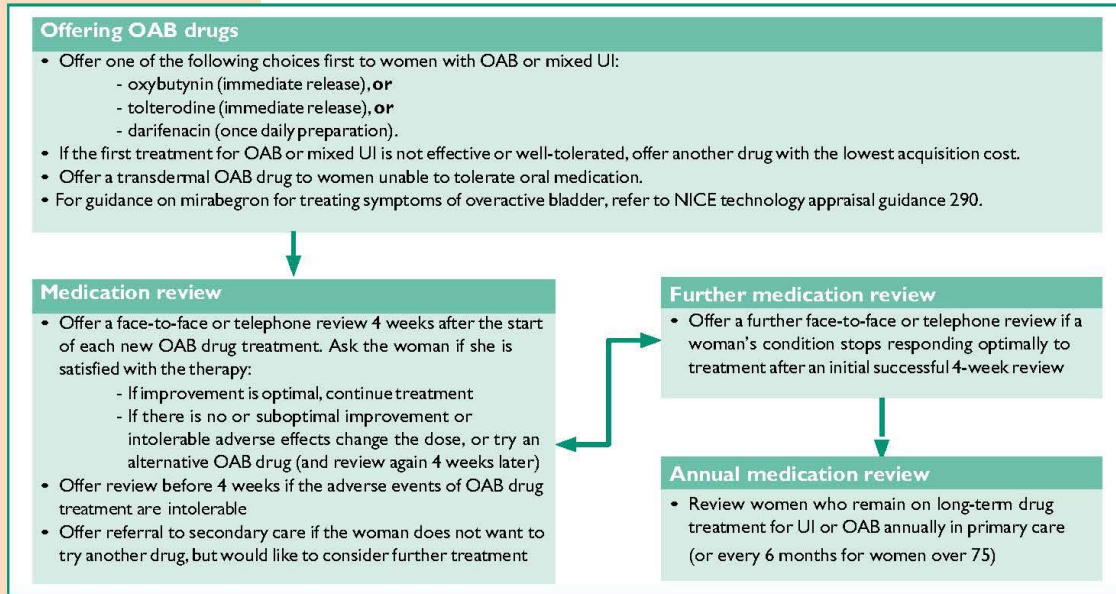 Offering OAB drugs
• Offer one of the following choices first to women with OAB or mixed UI:
- oxybutynin (immediate release), or
- tolterodine (immediate release), or
- darifenacin (once daily preparation).
• If the first treatment for OAB or mixed UI is not effective or well-tolerated, offer another drug with the lowest acquisition cost.
• Offer a transdermal OAB drug to women unable to tolerate oral medication.
• For guidance on mirabegron for treating symptoms of overactive bladder, refer to NICE technology appraisal guidance 290.
Medication review
• Offer a face-to-face or telephone review 4 weeks after the start
of each new OAB drug treatment. Ask the woman if she is
satisfied with the therapy:
- If improvement is optimal, continue treatment
- If there is no or suboptimal improvement or
intolerable adverse effects change the dose, or try an
alternative OAB drug (and review again 4 weeks later)
• Offer review before 4 weeks if the adverse events of OAB drug
treatment are intolerable
• Offer referral to secondary care if the woman does not want to
try another drug, but would like to consider further treatment
Further medication review
• Offer a further face-to-face or telephone review if a
woman's condition stops responding optimally to
treatment after an initial successful 4-week review
Annual medication review
• Review women who remain on long-term drug
treatment for UI or OAB annually in primary care
(or every 6 months for women over 75)